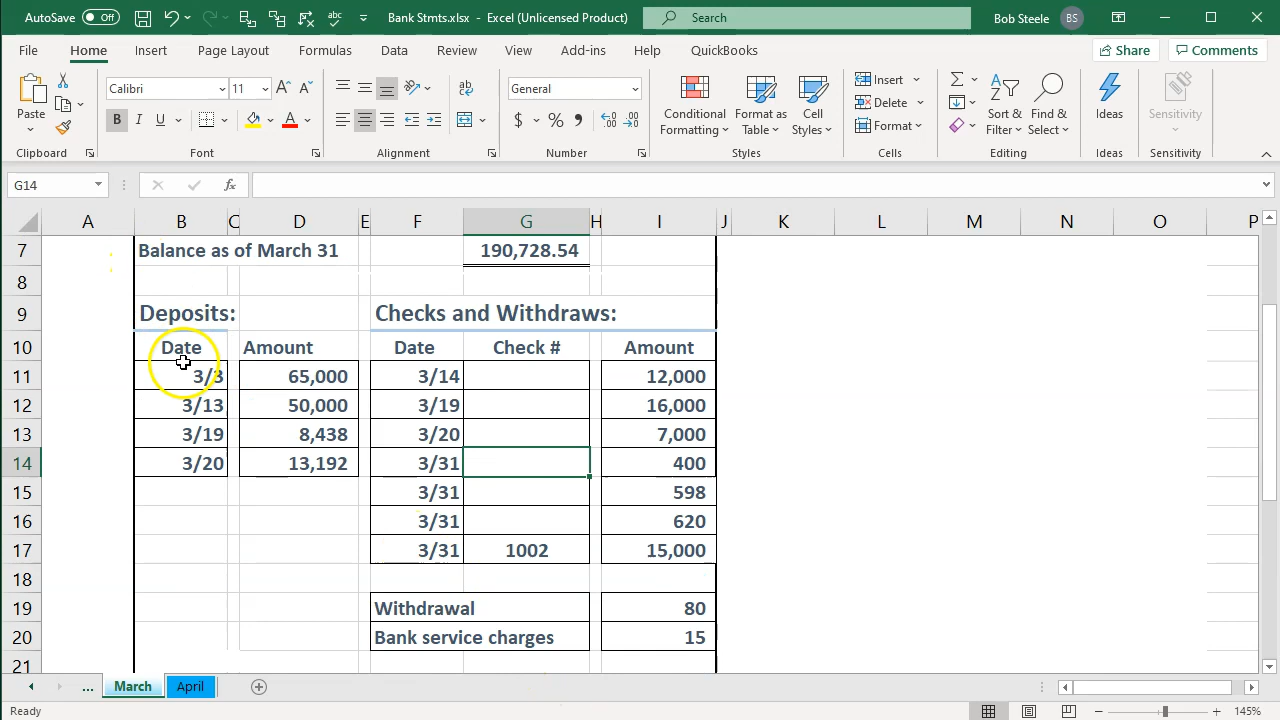 AutoSave Off Bank Stmts.xlsx - Excel (Unlicensed Product) Search Bob Steele BS
File Home Insert Page Layout Formulas Data Review View Add-ins Help QuickBooks Share Comments
Paste
Calibri 11
B I U
ab
General
$ % 9
Conditional Formatting
Format as Table
Cell Styles
Insert
Delete
Format
Sort & Filter
Find & Select
Ideas
Sensitivity
Clipboard Font Alignment Number Styles Cells Editing Ideas Sensitivity
G14 fx
A B C D E F G H I J K L M N O P
7 Balance as of March 31 190,728.54
8
9 Deposits: Checks and Withdraws:
10 Date Amount Date Check # Amount
11 3/3 65,000 3/14 12,000
12 3/13 50,000 3/19 16,000
13 3/19 8,438 3/20 7,000
14 3/20 13,192 3/31 400
15 3/31 598
16 3/31 620
17 3/31 1002 15,000
18
19 Withdrawal 80
20 Bank service charges 15
21
... March April
Ready 145%